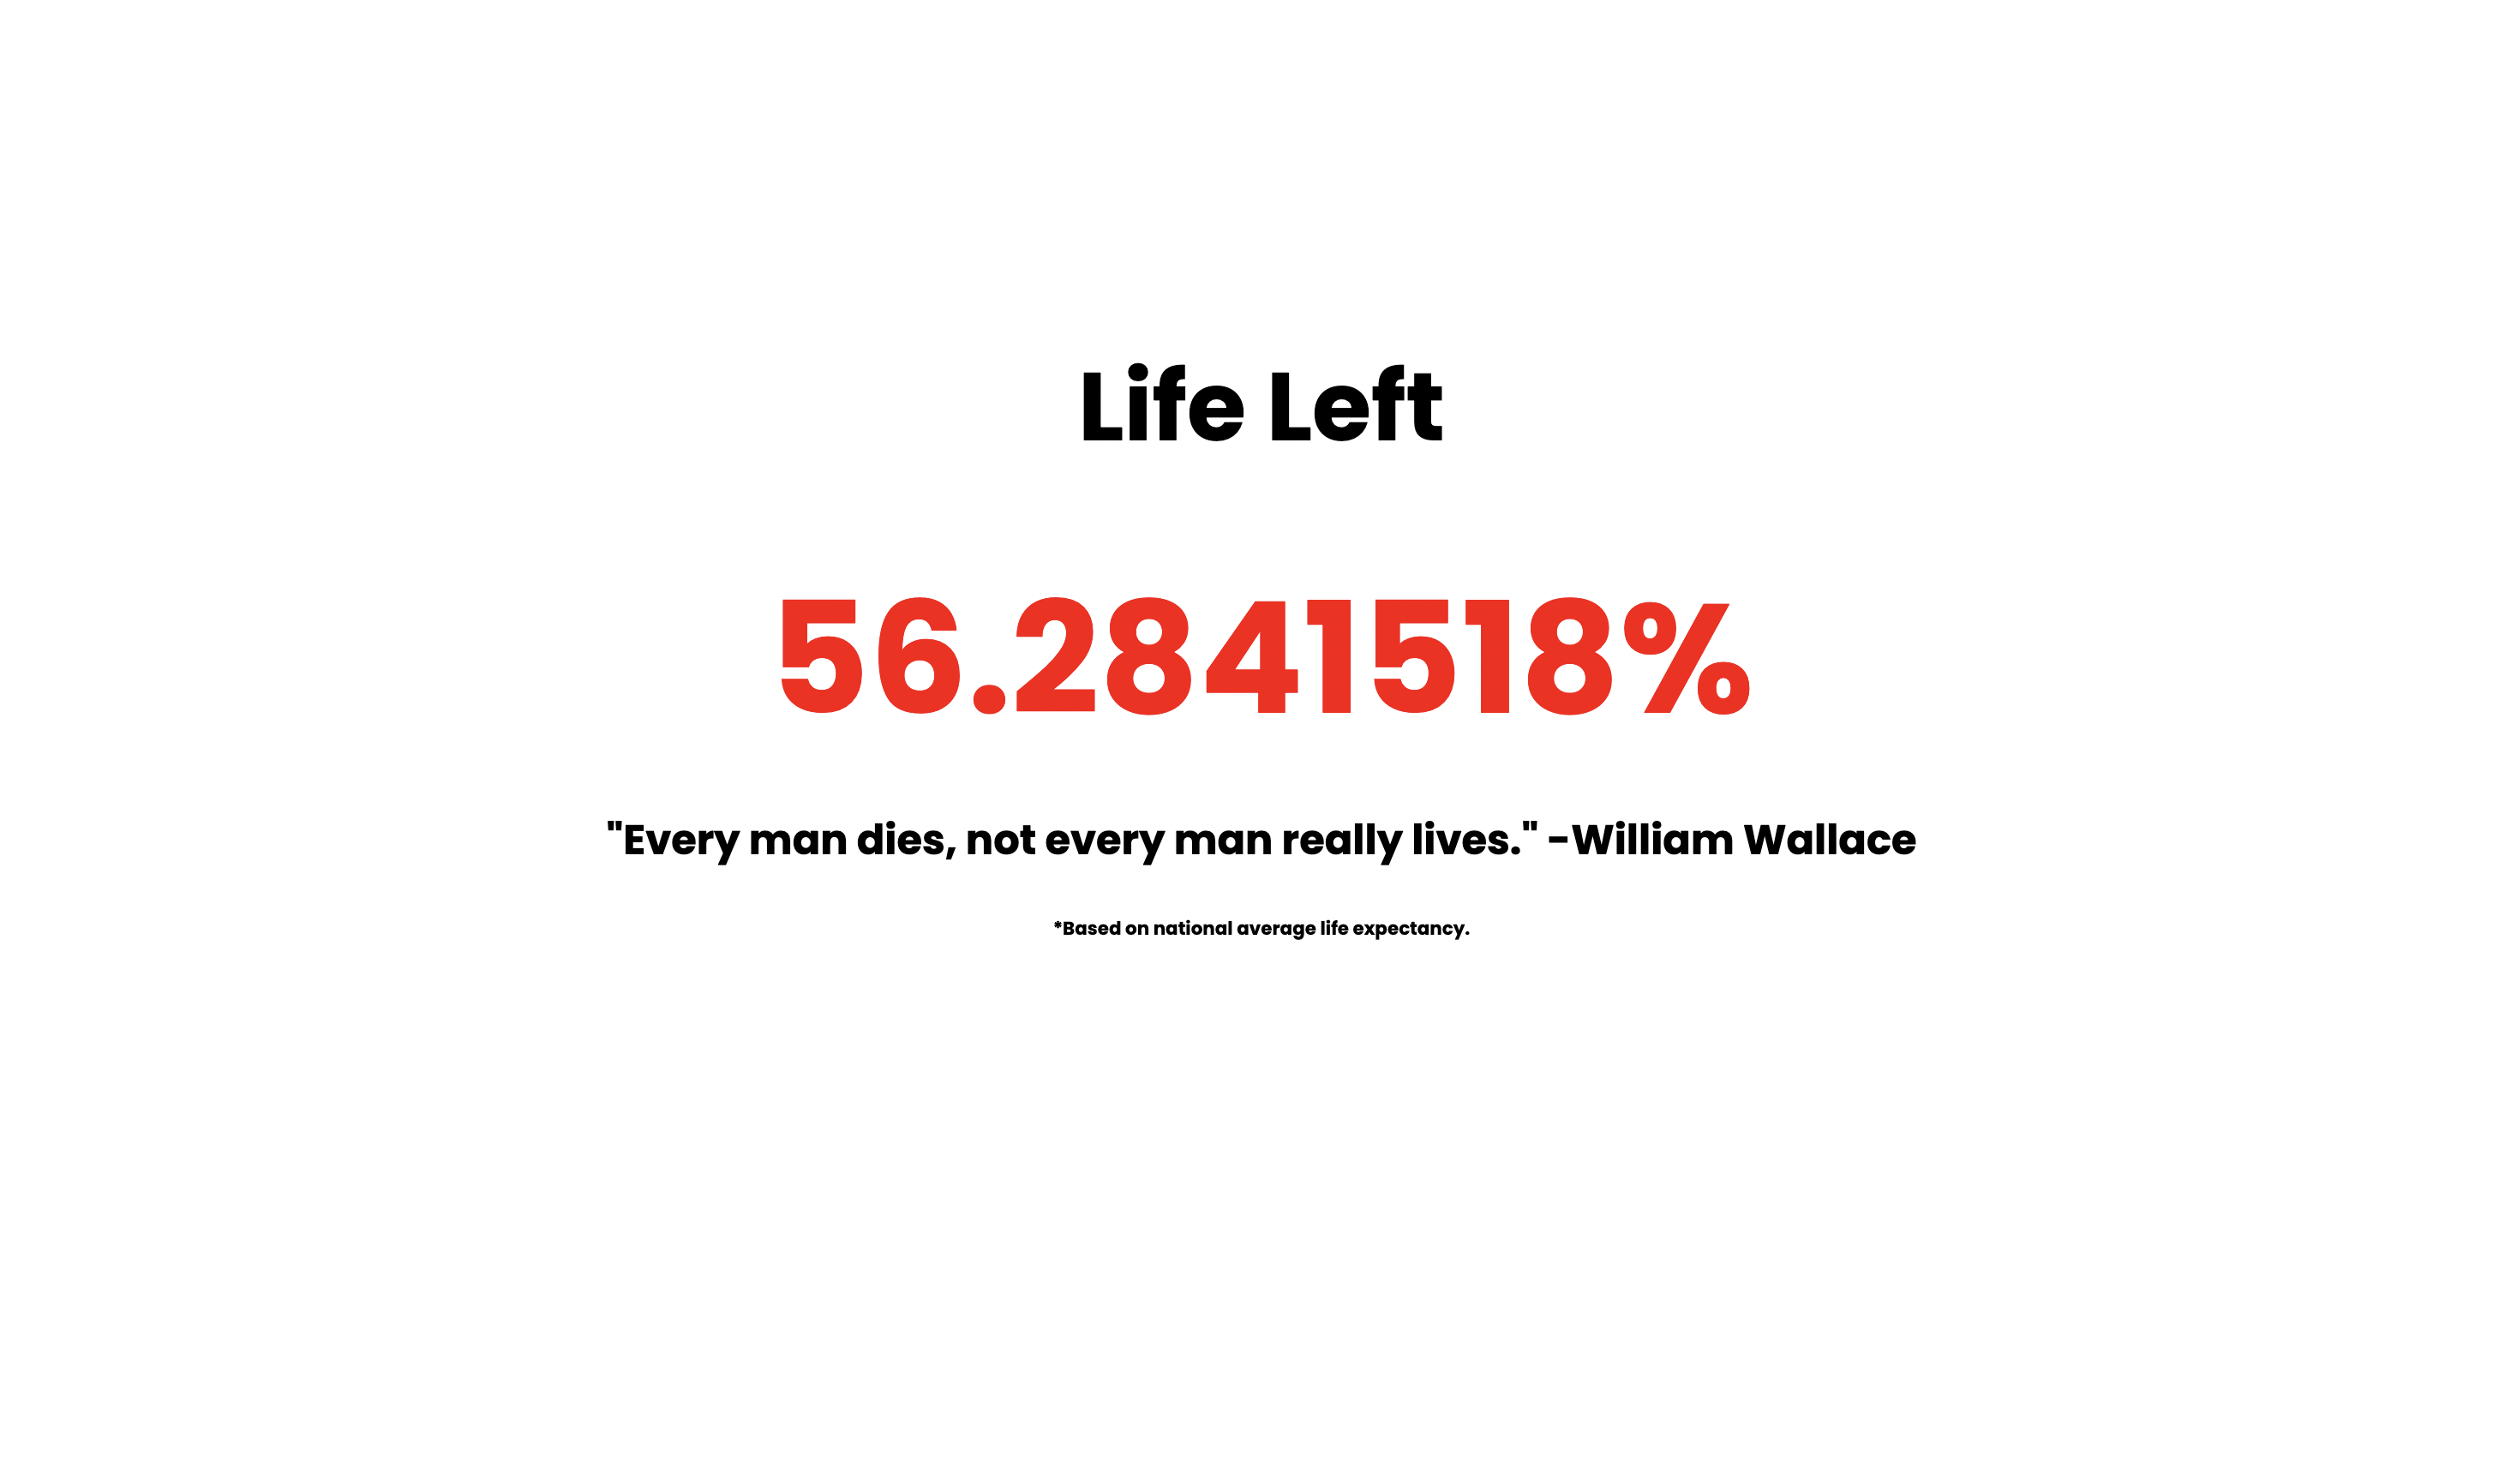 Life Left
56.2841518%
"Every man dies, not every man really lives." –William Wallace
*Based on national average life expectancy.